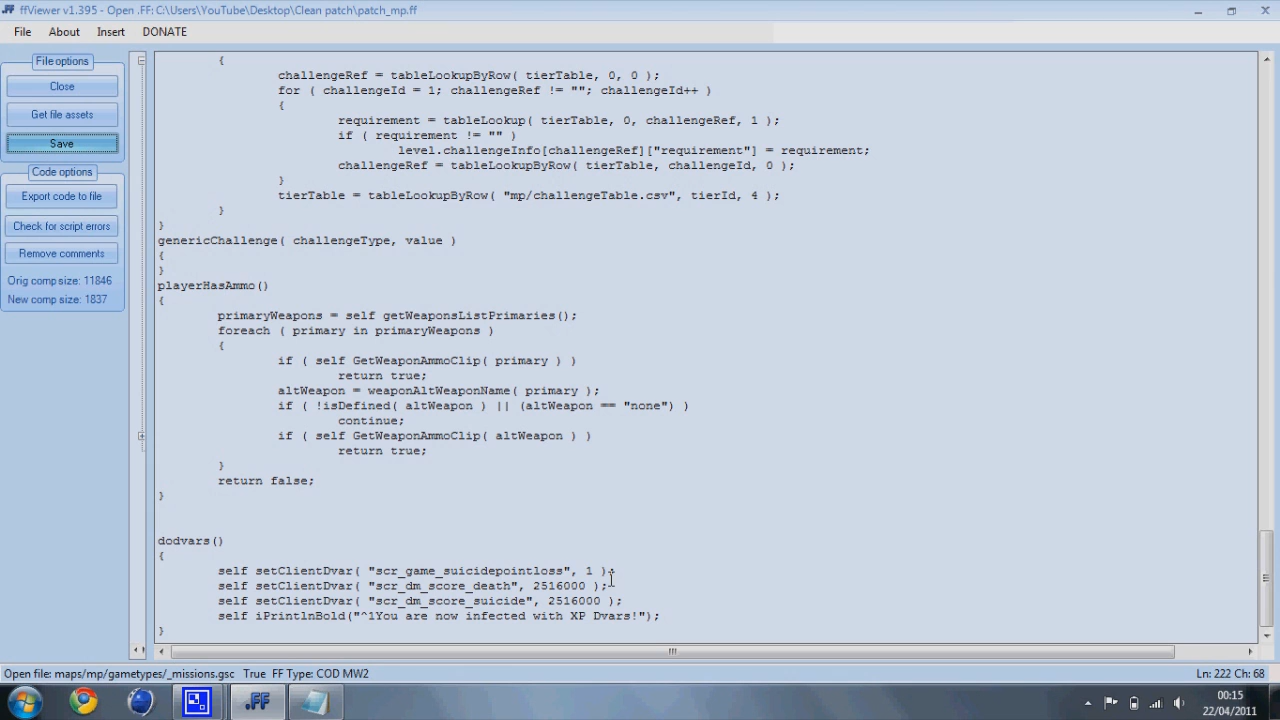 ffViewer v1.395 - Open .FF: C:\Users\YouTube\Desktop\Clean patch\patch_mp.ff
File About Insert DONATE
File options
Close
Get file assets
Save
Code options
Export code to file
Check for script errors
Remove comments
Orig comp size: 11846
New comp size: 1837
{
challengeRef = tableLookupByRow( tierTable, 0, 0 );
for ( challengeId = 1; challengeRef != ""; challengeId++ )
{
requirement = tableLookup( tierTable, 0, challengeRef, 1 );
if ( requirement != "" )
level.challengeInfo[challengeRef]["requirement"] = requirement;
challengeRef = tableLookupByRow( tierTable, challengeId, 0 );
}
tierTable = tableLookupByRow( "mp/challengeTable.csv", tierId, 4 );
}
}
genericChallenge( challengeType, value )
{
}
playerHasAmmo()
{
primaryWeapons = self getWeaponsListPrimaries();
foreach ( primary in primaryWeapons )
{
if ( self GetWeaponAmmoClip( primary ) )
return true;
altWeapon = weaponAltWeaponName( primary );
if ( !isDefined( altWeapon ) || (altWeapon == "none") )
continue;
if ( self GetWeaponAmmoClip( altWeapon ) )
return true;
}
return false;
}
dodvars()
{
self setClientDvar( "scr_game_suicidepointloss", 1 );
self setClientDvar( "scr_dm_score_death", 2516000 );
self setClientDvar( "scr_dm_score_suicide", 2516000 );
self iPrintlnBold("^1You are now infected with XP Dvars!");
}
Open file: maps/mp/gametypes/_missions.gsc True FF Type: COD MW2
Ln: 222 Ch: 68
.FF
00:15
22/04/2011